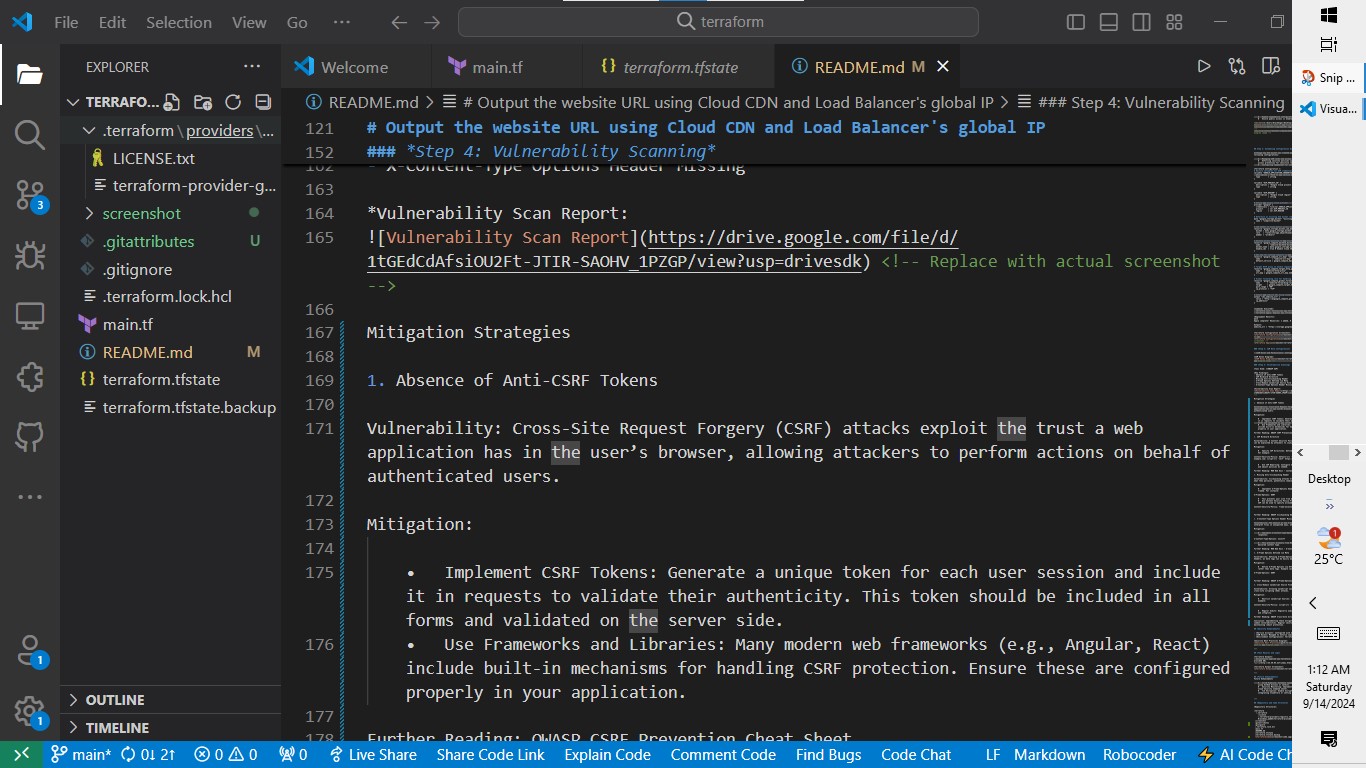 File Edit Selection View Go ··· terraform
EXPLORER ···
TERRAFO...
.terraform \ providers \ ...
LICENSE.txt
terraform-provider-g...
screenshot
.gitattributes U
.gitignore
.terraform.lock.hcl
main.tf
README.md M
terraform.tfstate
terraform.tfstate.backup
OUTLINE
TIMELINE
3
1
1
Welcome main.tf terraform.tfstate README.md M
README.md > # Output the website URL using Cloud CDN and Load Balancer's global IP > ### Step 4: Vulnerability Scanning
121 # Output the website URL using Cloud CDN and Load Balancer's global IP
152 ### *Step 4: Vulnerability Scanning*
162 - X-Content-Type Options Header Missing
163
164 *Vulnerability Scan Report:
165 ![Vulnerability Scan Report](https://drive.google.com/file/d/
1tGEdCdAfsiOU2Ft-JTIR-SAOHV_1PZGP/view?usp=drivesdk) <!-- Replace with actual screenshot
-->
166
167 Mitigation Strategies
168
169 1. Absence of Anti-CSRF Tokens
170
171 Vulnerability: Cross-Site Request Forgery (CSRF) attacks exploit the trust a web
application has in the user’s browser, allowing attackers to perform actions on behalf of
authenticated users.
172
173 Mitigation:
174
175 • Implement CSRF Tokens: Generate a unique token for each user session and include
it in requests to validate their authenticity. This token should be included in all
forms and validated on the server side.
176 • Use Frameworks and Libraries: Many modern web frameworks (e.g., Angular, React)
include built-in mechanisms for handling CSRF protection. Ensure these are configured
properly in your application.
177
178 Further Reading: OWASP CSRF Prevention Cheat Sheet
main* 0↓ 2↑ 0 0 0 Live Share Share Code Link Explain Code Comment Code Find Bugs Code Chat LF Markdown Robocoder AI Code Ch
Snip ...
Visua...
Desktop
»
1
25°C
1:12 AM
Saturday
9/14/2024